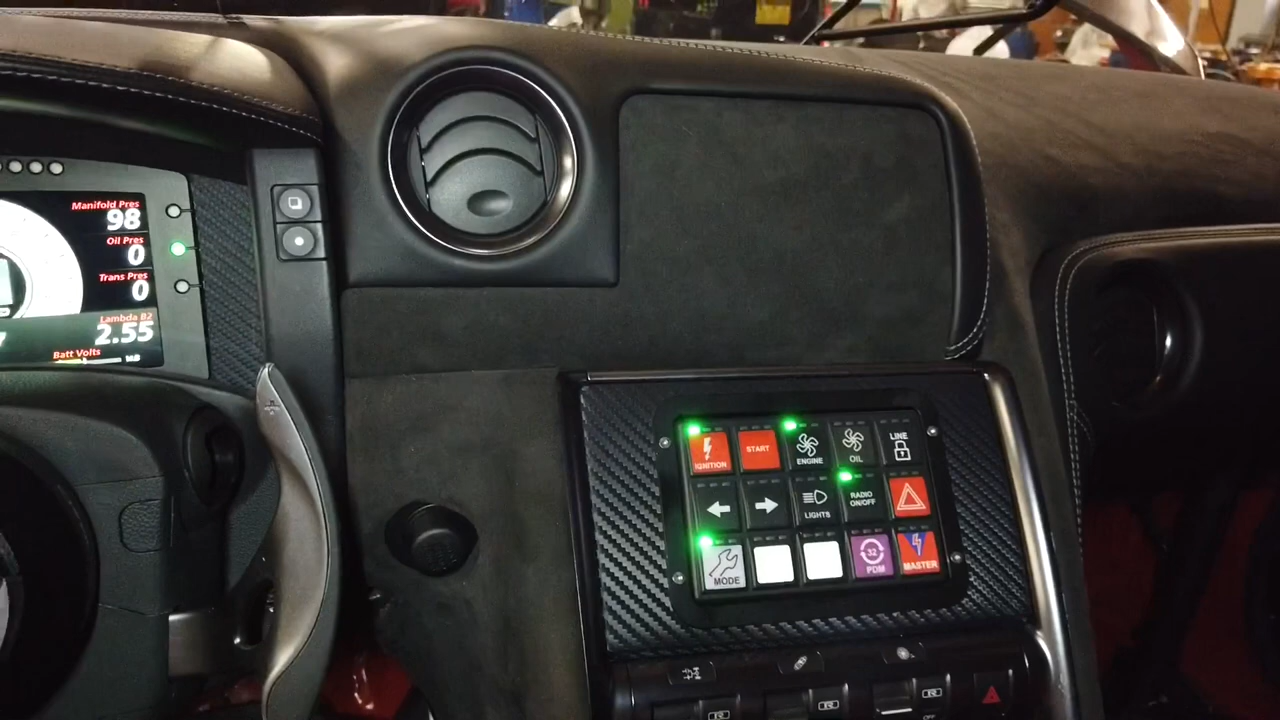 Manifold Pres
98
Oil Pres
0
Trans Pres
0
Lambda B2
2.55
Batt Volts
IGNITION
START
ENGINE
OIL
LINE
LIGHTS
RADIO
ON/OFF
MODE
32
PDM
MASTER
R
R
R
OFF